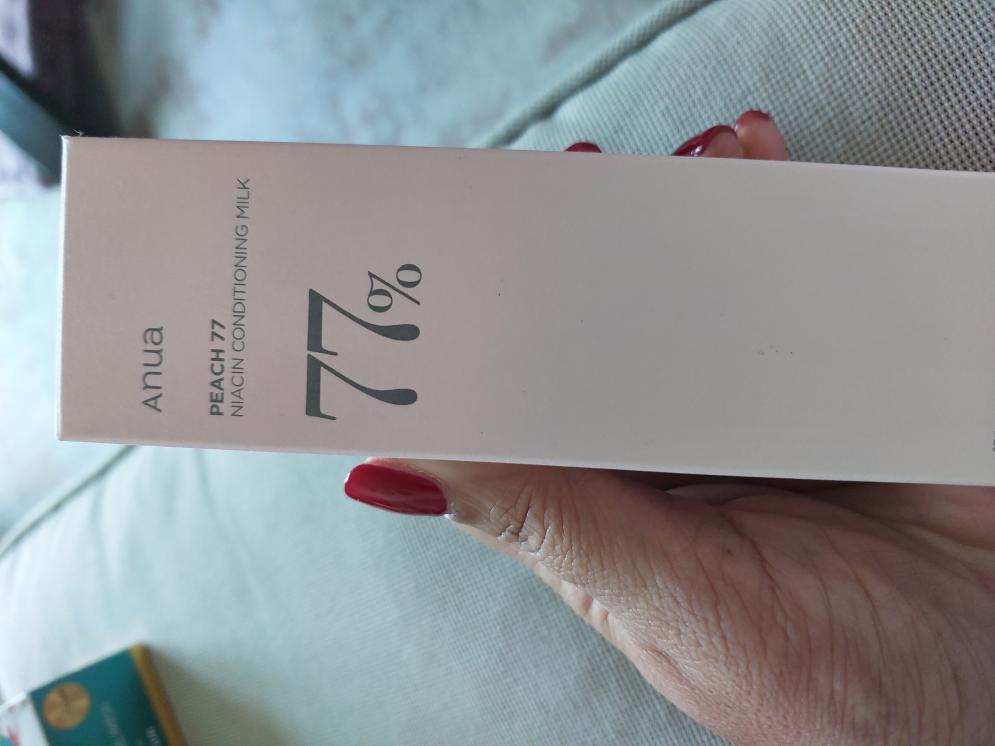 Anua
PEACH 77
NIACIN CONDITIONING MILK
77%